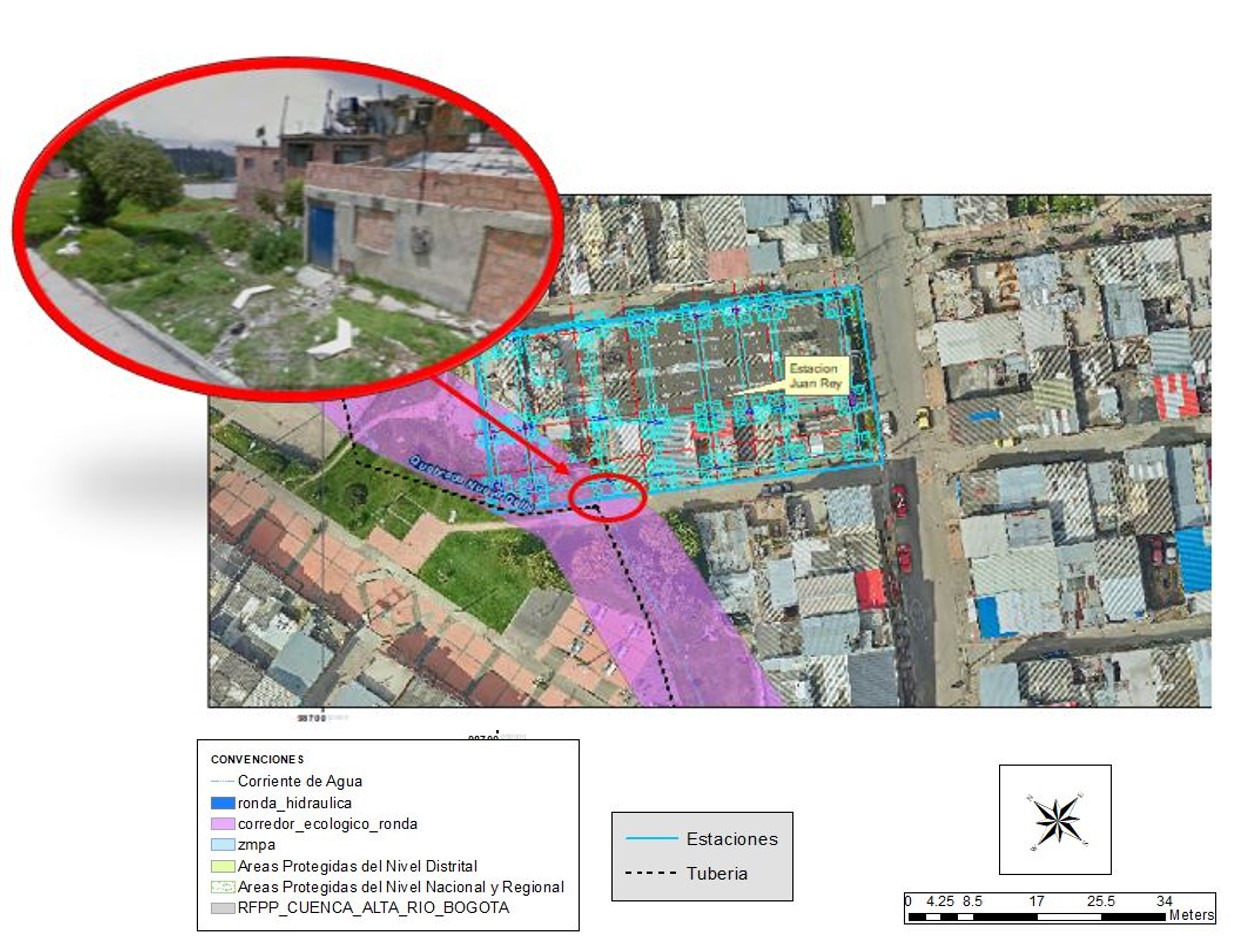 Estacion
Juan Rey
98700
CONVENCIONES
Corriente de Agua
ronda_hidraulica
corredor_ecologico_ronda
zmpa
Areas Protegidas del Nivel Distrital
Areas Protegidas del Nivel Nacional y Regional
RFPP_CUENCA_ALTA_RIO_BOGOTA
Estaciones
Tuberia
0 4.25 8.5 17 25.5 34
Meters